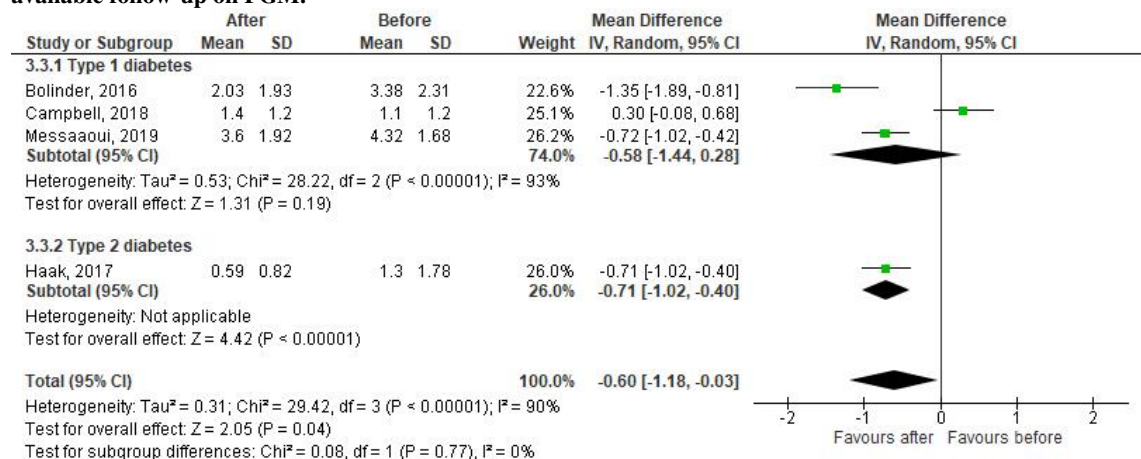 available follow-up on FGM.
After Before Mean Difference Mean Difference
Study or Subgroup Mean SD Mean SD Weight IV, Random, 95% CI IV, Random, 95% CI
3.3.1 Type 1 diabetes
Bolinder, 2016 2.03 1.93 3.38 2.31 22.6% -1.35 [-1.89, -0.81]
Campbell, 2018 1.4 1.2 1.1 1.2 25.1% 0.30 [-0.08, 0.68]
Messaaoui, 2019 3.6 1.92 4.32 1.68 26.2% -0.72 [-1.02, -0.42]
Subtotal (95% CI) 74.0% -0.58 [-1.44, 0.28]
Heterogeneity: Tau² = 0.53; Chi² = 28.22, df = 2 (P < 0.00001); I² = 93%
Test for overall effect: Z = 1.31 (P = 0.19)
3.3.2 Type 2 diabetes
Haak, 2017 0.59 0.82 1.3 1.78 26.0% -0.71 [-1.02, -0.40]
Subtotal (95% CI) 26.0% -0.71 [-1.02, -0.40]
Heterogeneity: Not applicable
Test for overall effect: Z = 4.42 (P < 0.00001)
Total (95% CI) 100.0% -0.60 [-1.18, -0.03]
Heterogeneity: Tau² = 0.31; Chi² = 29.42, df = 3 (P < 0.00001); I² = 90%
Test for overall effect: Z = 2.05 (P = 0.04)
Test for subgroup differences: Chi² = 0.08, df = 1 (P = 0.77), I² = 0%
-2 -1 0 1 2
Favours after Favours before